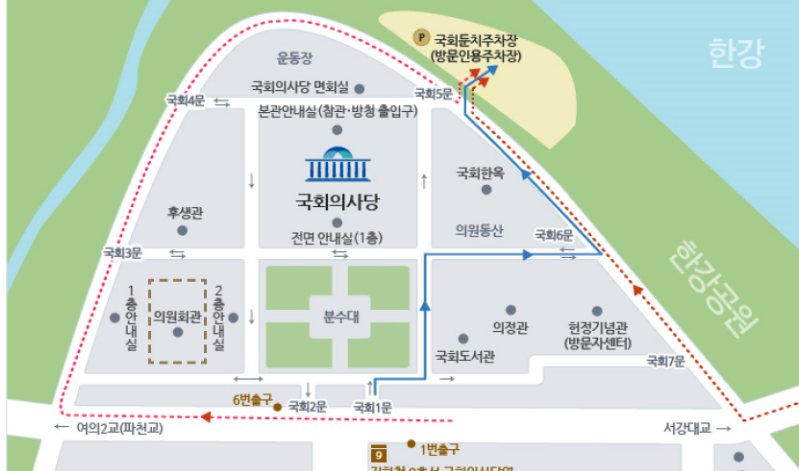 P 국회둔치주차장
(방문인용주차장)
한강
운동장
국회의사당 면회실
국회5문
국회4문
본관안내실(참관·방청 출입구)
국회한옥
국회의사당
후생관
의원동산
전면 안내실(1층)
국회6문
국회3문
한강공원
1층안내실
의원회관
2층안내실
분수대
의정관
헌정기념관
(방문자센터)
국회도서관
국회7문
6번출구
국회2문
국회1문
← 여의2교(파천교)
서강대교 →
9
1번출구